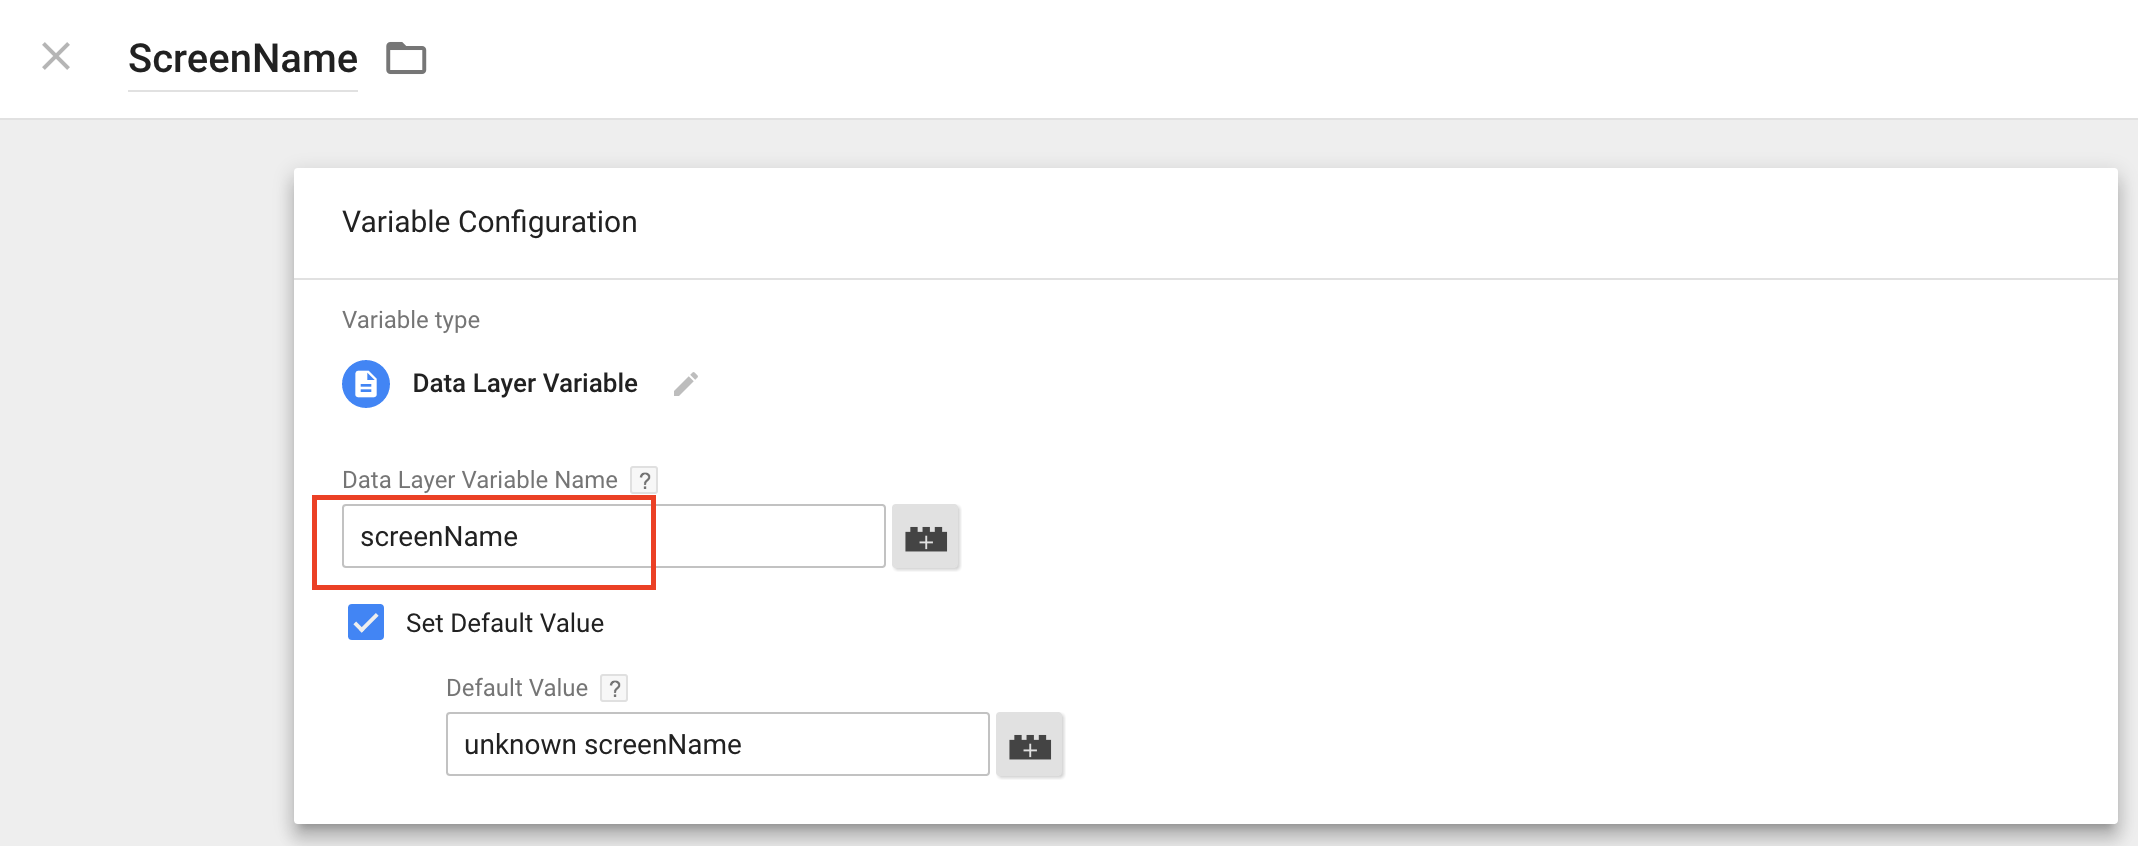 ScreenName
Variable Configuration
Variable type
Data Layer Variable
Data Layer Variable Name ?
screenName
Set Default Value
Default Value ?
unknown screenName